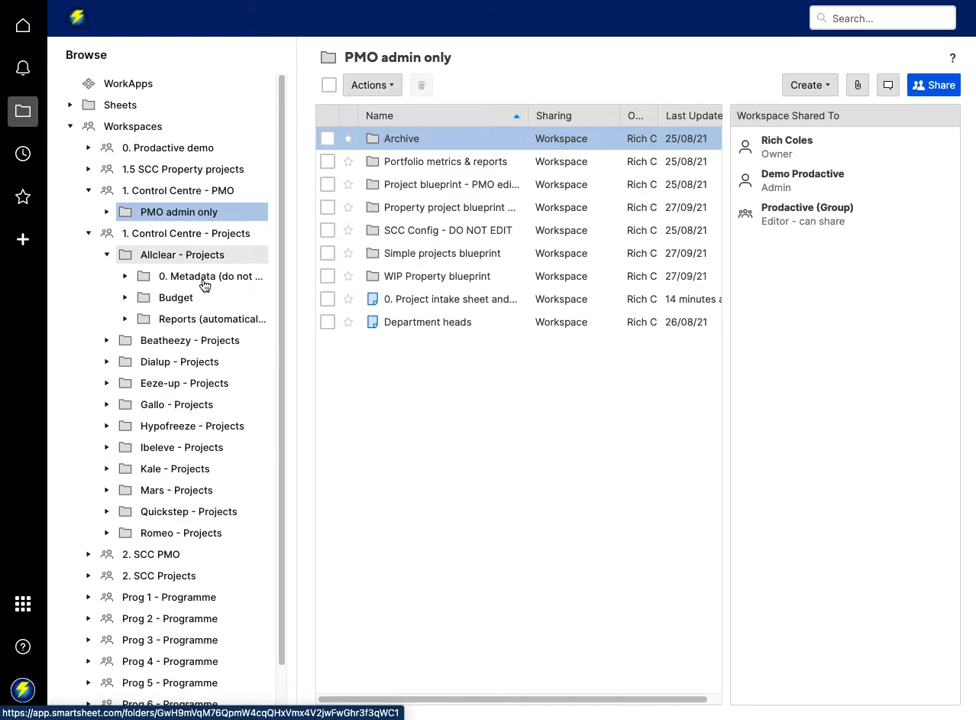 Search...
Browse
WorkApps
Sheets
Workspaces
0. Prodactive demo
1.5 SCC Property projects
1. Control Centre - PMO
PMO admin only
1. Control Centre - Projects
Allclear - Projects
0. Metadata (do not ...
Budget
Reports (automatical...
Beatheezy - Projects
Dialup - Projects
Eeze-up - Projects
Gallo - Projects
Hypofreeze - Projects
Ibeleve - Projects
Kale - Projects
Mars - Projects
Quickstep - Projects
Romeo - Projects
2. SCC PMO
2. SCC Projects
Prog 1 - Programme
Prog 2 - Programme
Prog 3 - Programme
Prog 4 - Programme
Prog 5 - Programme
Prog 6 - Programme
https://app.smartsheet.com/folders/GwH9mVqM76QpmW4cqQHxVmx4V2jwFwGhr3f3qWC1
PMO admin only
?
Actions
Create
Share
Name Sharing O... Last Update
Archive Workspace Rich C 25/08/21
Portfolio metrics & reports Workspace Rich C 25/08/21
Project blueprint - PMO edi... Workspace Rich C 25/08/21
Property project blueprint ... Workspace Rich C 27/09/21
SCC Config - DO NOT EDIT Workspace Rich C 25/08/21
Simple projects blueprint Workspace Rich C 27/09/21
WIP Property blueprint Workspace Rich C 27/09/21
0. Project intake sheet and... Workspace Rich C 14 minutes a
Department heads Workspace Rich C 26/08/21
Workspace Shared To
Rich Coles
Owner
Demo Prodactive
Admin
Prodactive (Group)
Editor - can share